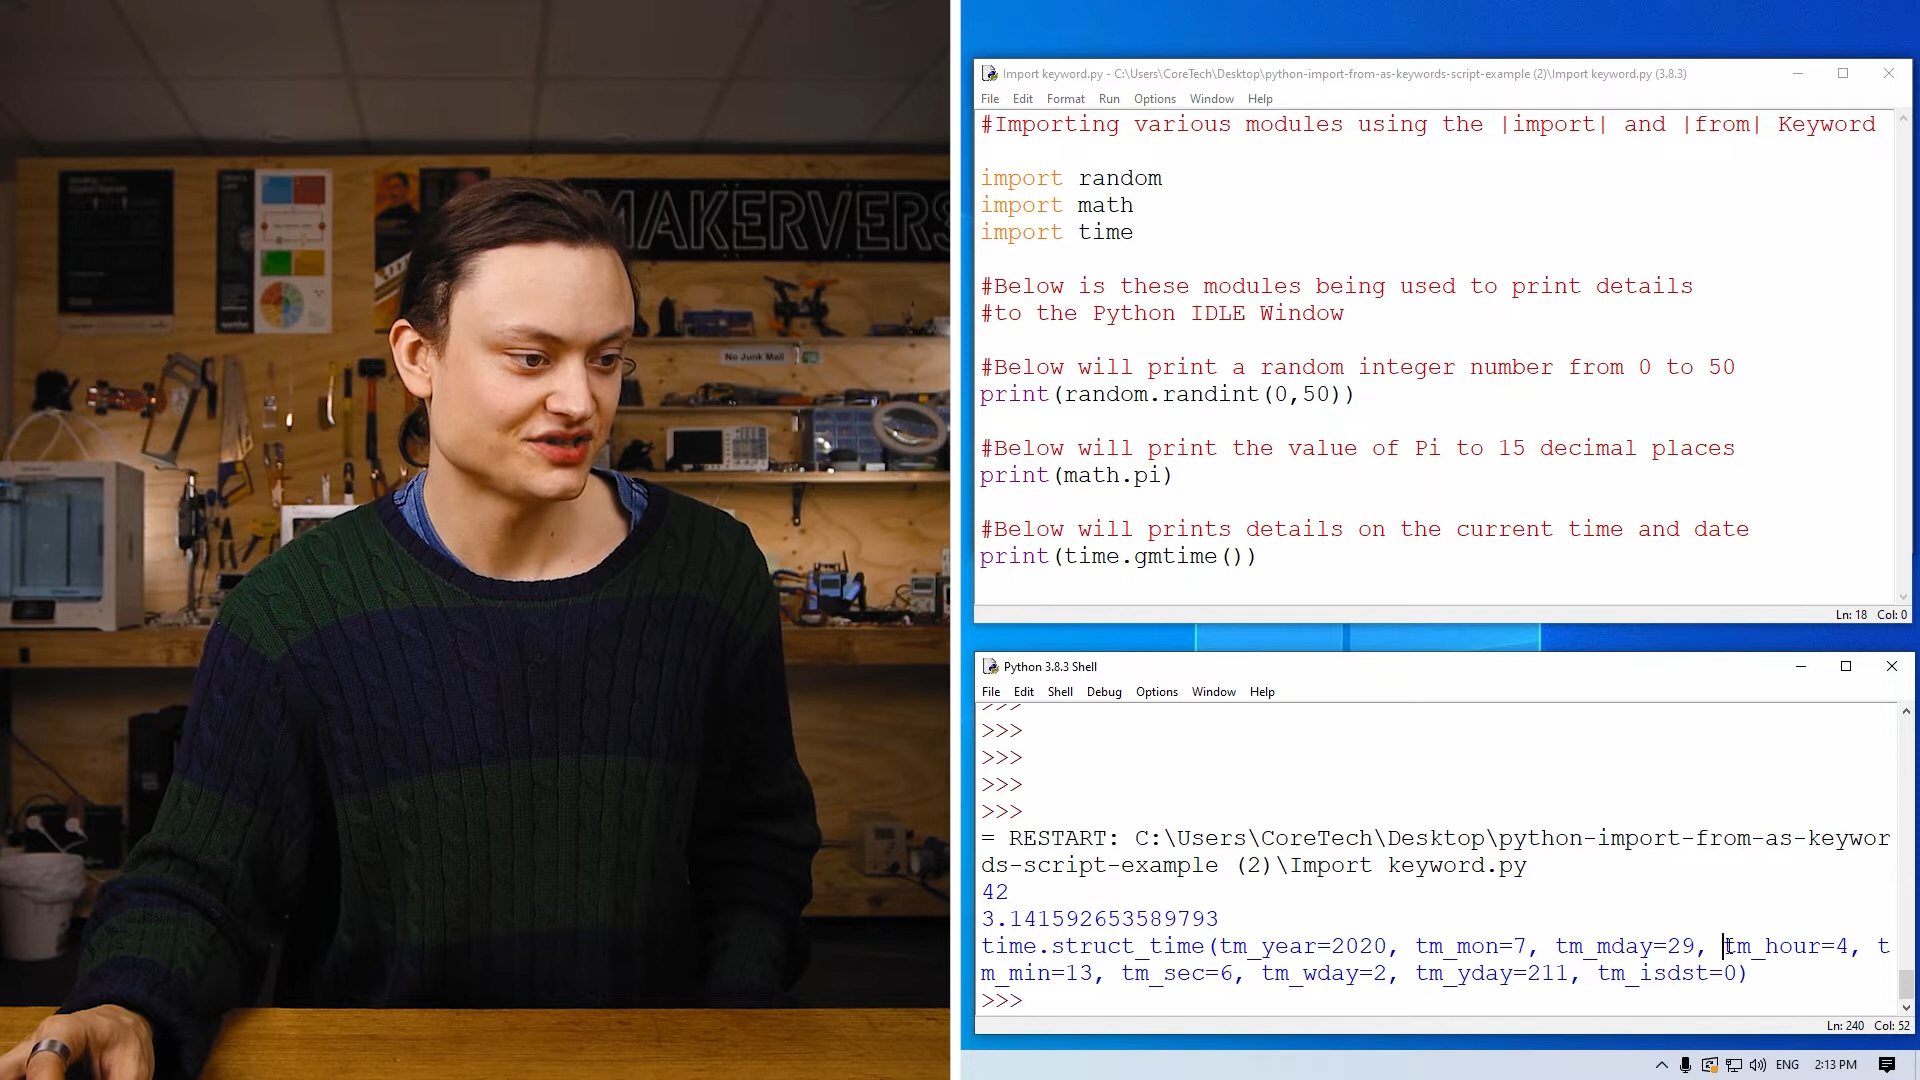 MAKERVERS
No Junk Mail
Import keyword.py - C:\Users\CoreTech\Desktop\python-import-from-as-keywords-script-example (2)\Import keyword.py (3.8.3)
File Edit Format Run Options Window Help
#Importing various modules using the |import| and |from| Keyword
import random
import math
import time
#Below is these modules being used to print details
#to the Python IDLE Window
#Below will print a random integer number from 0 to 50
print(random.randint(0,50))
#Below will print the value of Pi to 15 decimal places
print(math.pi)
#Below will prints details on the current time and date
print(time.gmtime())
Ln: 18 Col: 0
Python 3.8.3 Shell
File Edit Shell Debug Options Window Help
>>>
>>>
>>>
>>>
>>>
= RESTART: C:\Users\CoreTech\Desktop\python-import-from-as-keywor
ds-script-example (2)\Import keyword.py
42
3.141592653589793
time.struct_time(tm_year=2020, tm_mon=7, tm_mday=29, tm_hour=4, t
m_min=13, tm_sec=6, tm_wday=2, tm_yday=211, tm_isdst=0)
>>>
Ln: 240 Col: 52
ENG 2:13 PM